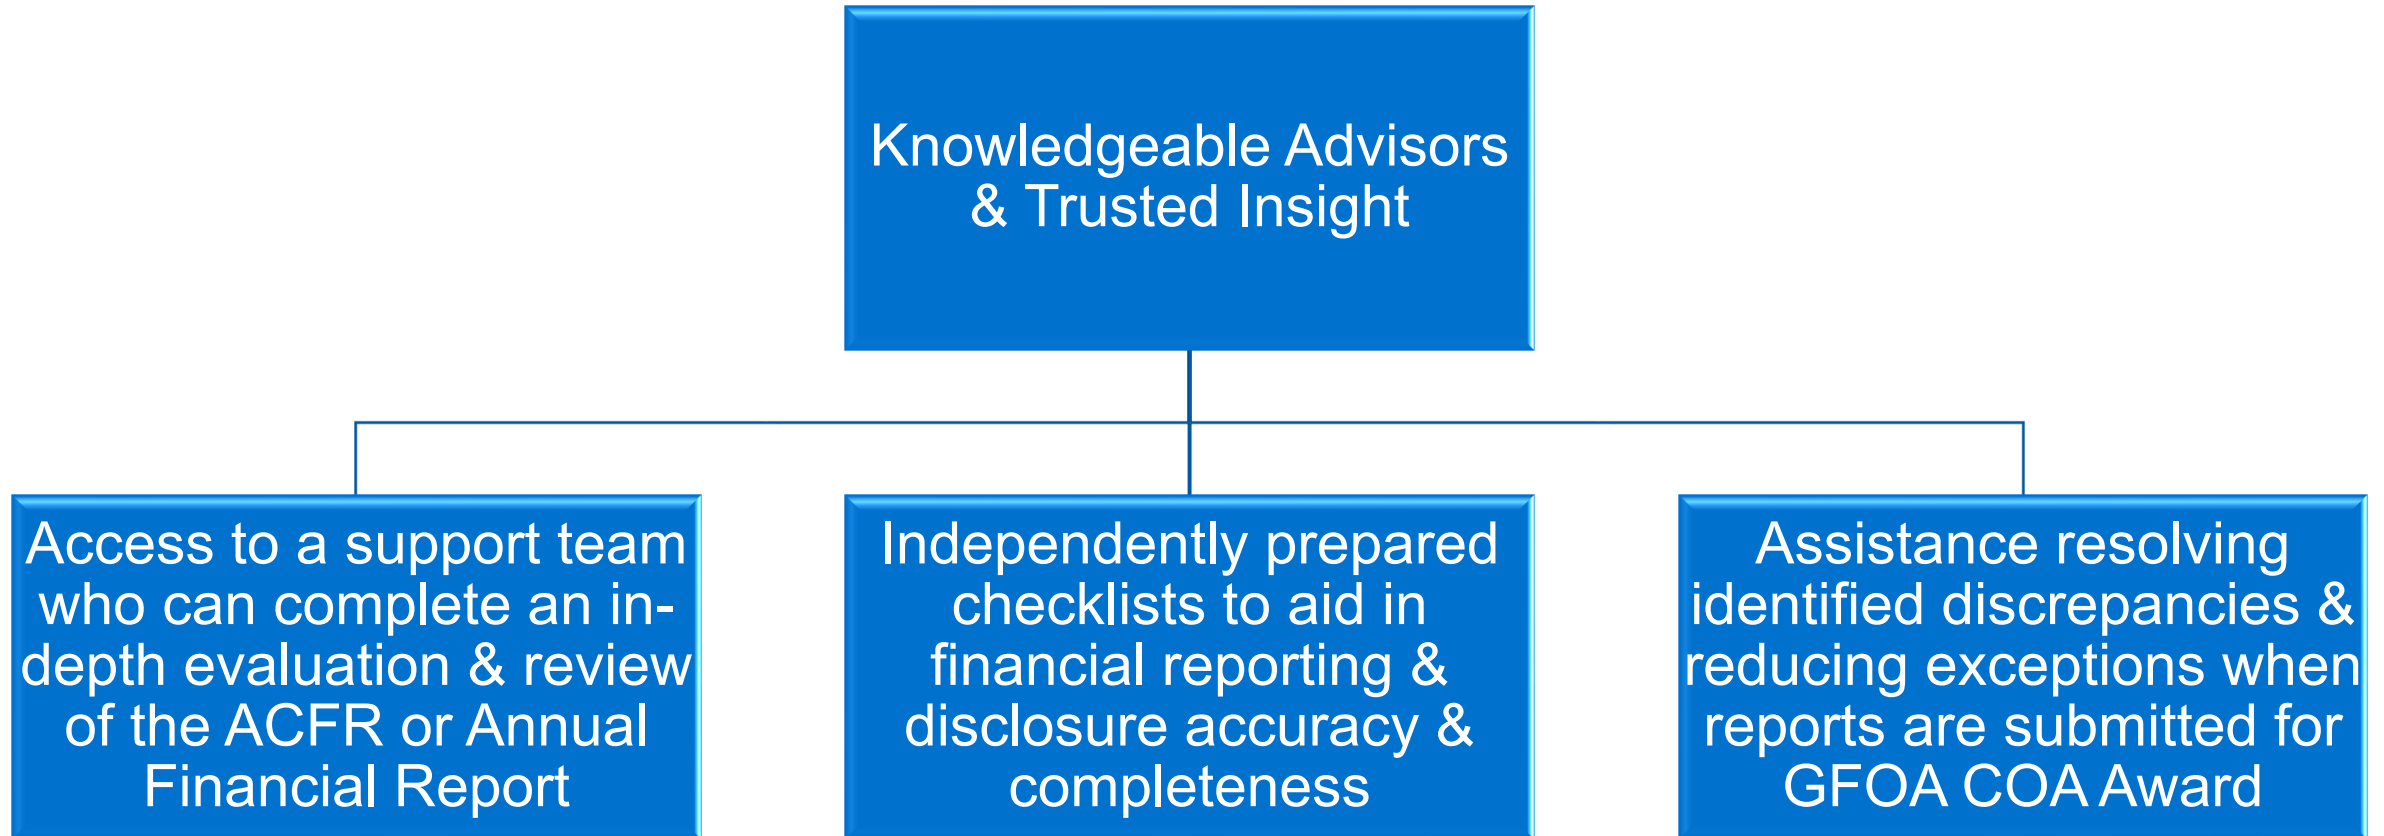 Knowledgeable Advisors
& Trusted Insight
Access to a support team
who can complete an in-
depth evaluation & review
of the ACFR or Annual
Financial Report
Independently prepared
checklists to aid in
financial reporting &
disclosure accuracy &
completeness
Assistance resolving
identified discrepancies &
reducing exceptions when
reports are submitted for
GFOA COA Award